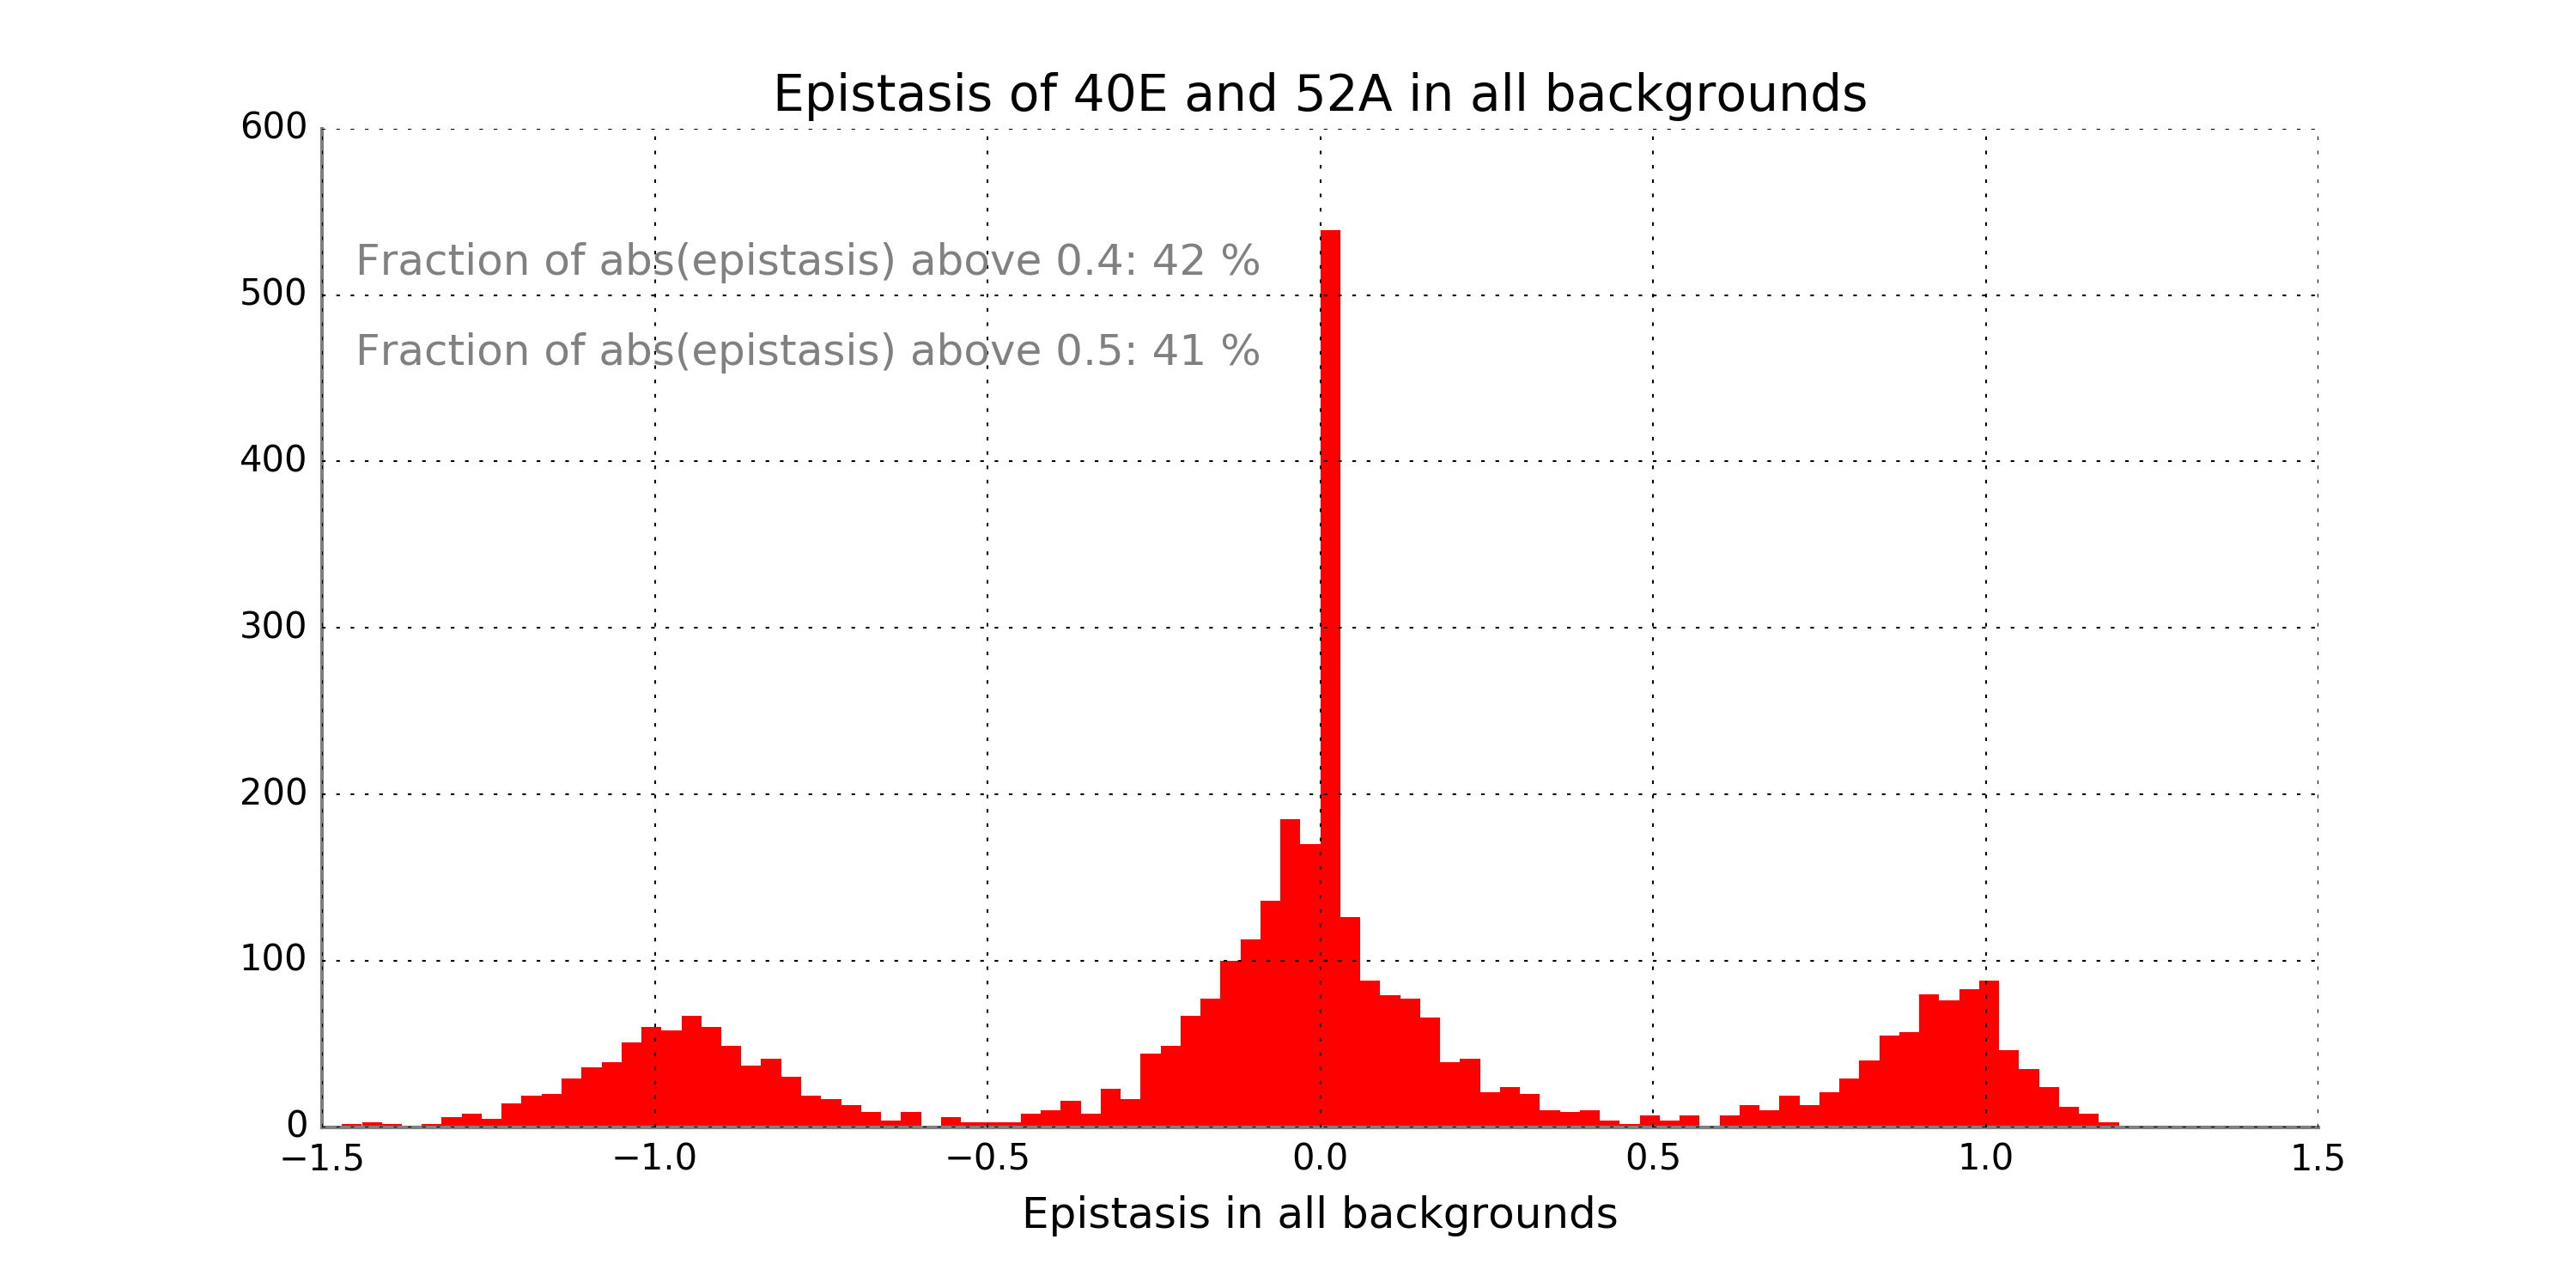 Epistasis of 40E and 52A in all backgrounds
600
Fraction of abs(epistasis) above 0.4: 42 %
500
Fraction of abs(epistasis) above 0.5: 41 %
400
300
200
100
0
−1.5 −1.0 −0.5 0.0 0.5 1.0 1.5
Epistasis in all backgrounds